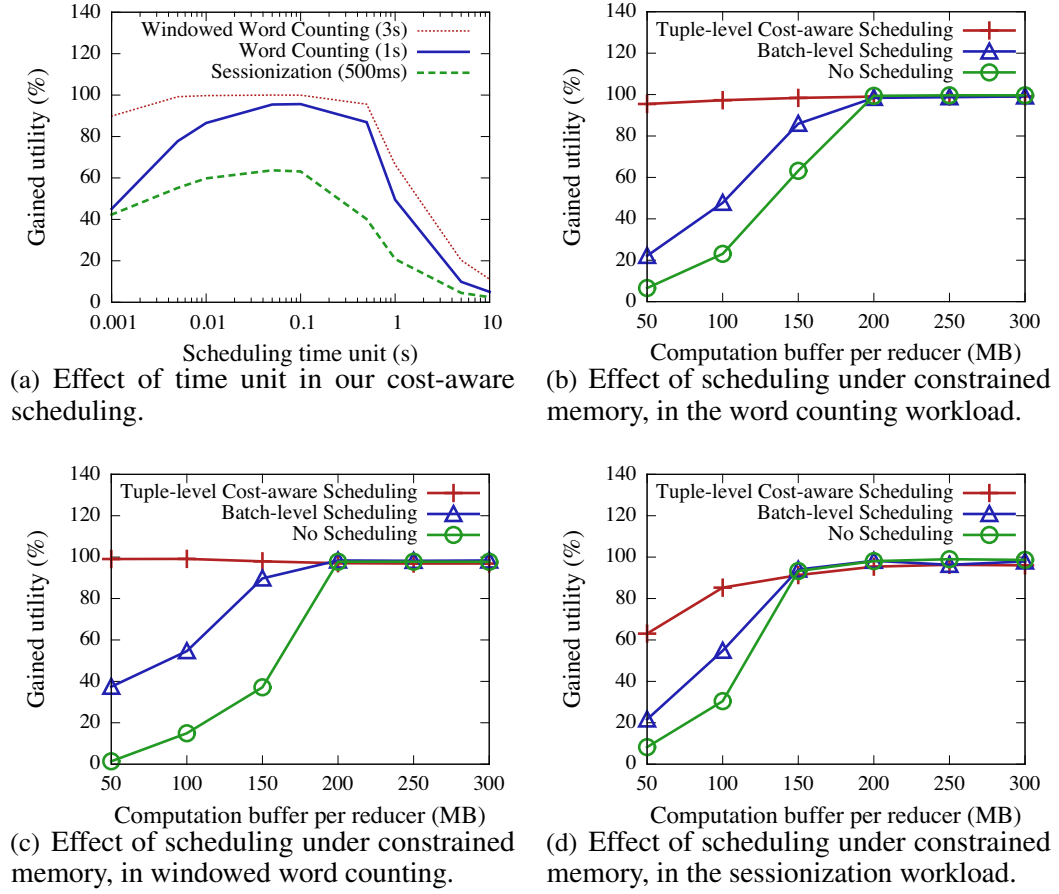 140
120
100
80
60
40
20
0
Gained utility (%)
Windowed Word Counting (3s)
Word Counting (1s)
Sessionization (500ms)
0.001 0.01 0.1 1 10
Scheduling time unit (s)
(a) Effect of time unit in our cost-aware
scheduling.
140
120
100
80
60
40
20
0
Gained utility (%)
Tuple-level Cost-aware Scheduling
Batch-level Scheduling
No Scheduling
50 100 150 200 250 300
Computation buffer per reducer (MB)
(b) Effect of scheduling under constrained
memory, in the word counting workload.
140
120
100
80
60
40
20
0
Gained utility (%)
Tuple-level Cost-aware Scheduling
Batch-level Scheduling
No Scheduling
50 100 150 200 250 300
Computation buffer per reducer (MB)
(c) Effect of scheduling under constrained
memory, in windowed word counting.
140
120
100
80
60
40
20
0
Gained utility (%)
Tuple-level Cost-aware Scheduling
Batch-level Scheduling
No Scheduling
50 100 150 200 250 300
Computation buffer per reducer (MB)
(d) Effect of scheduling under constrained
memory, in the sessionization workload.